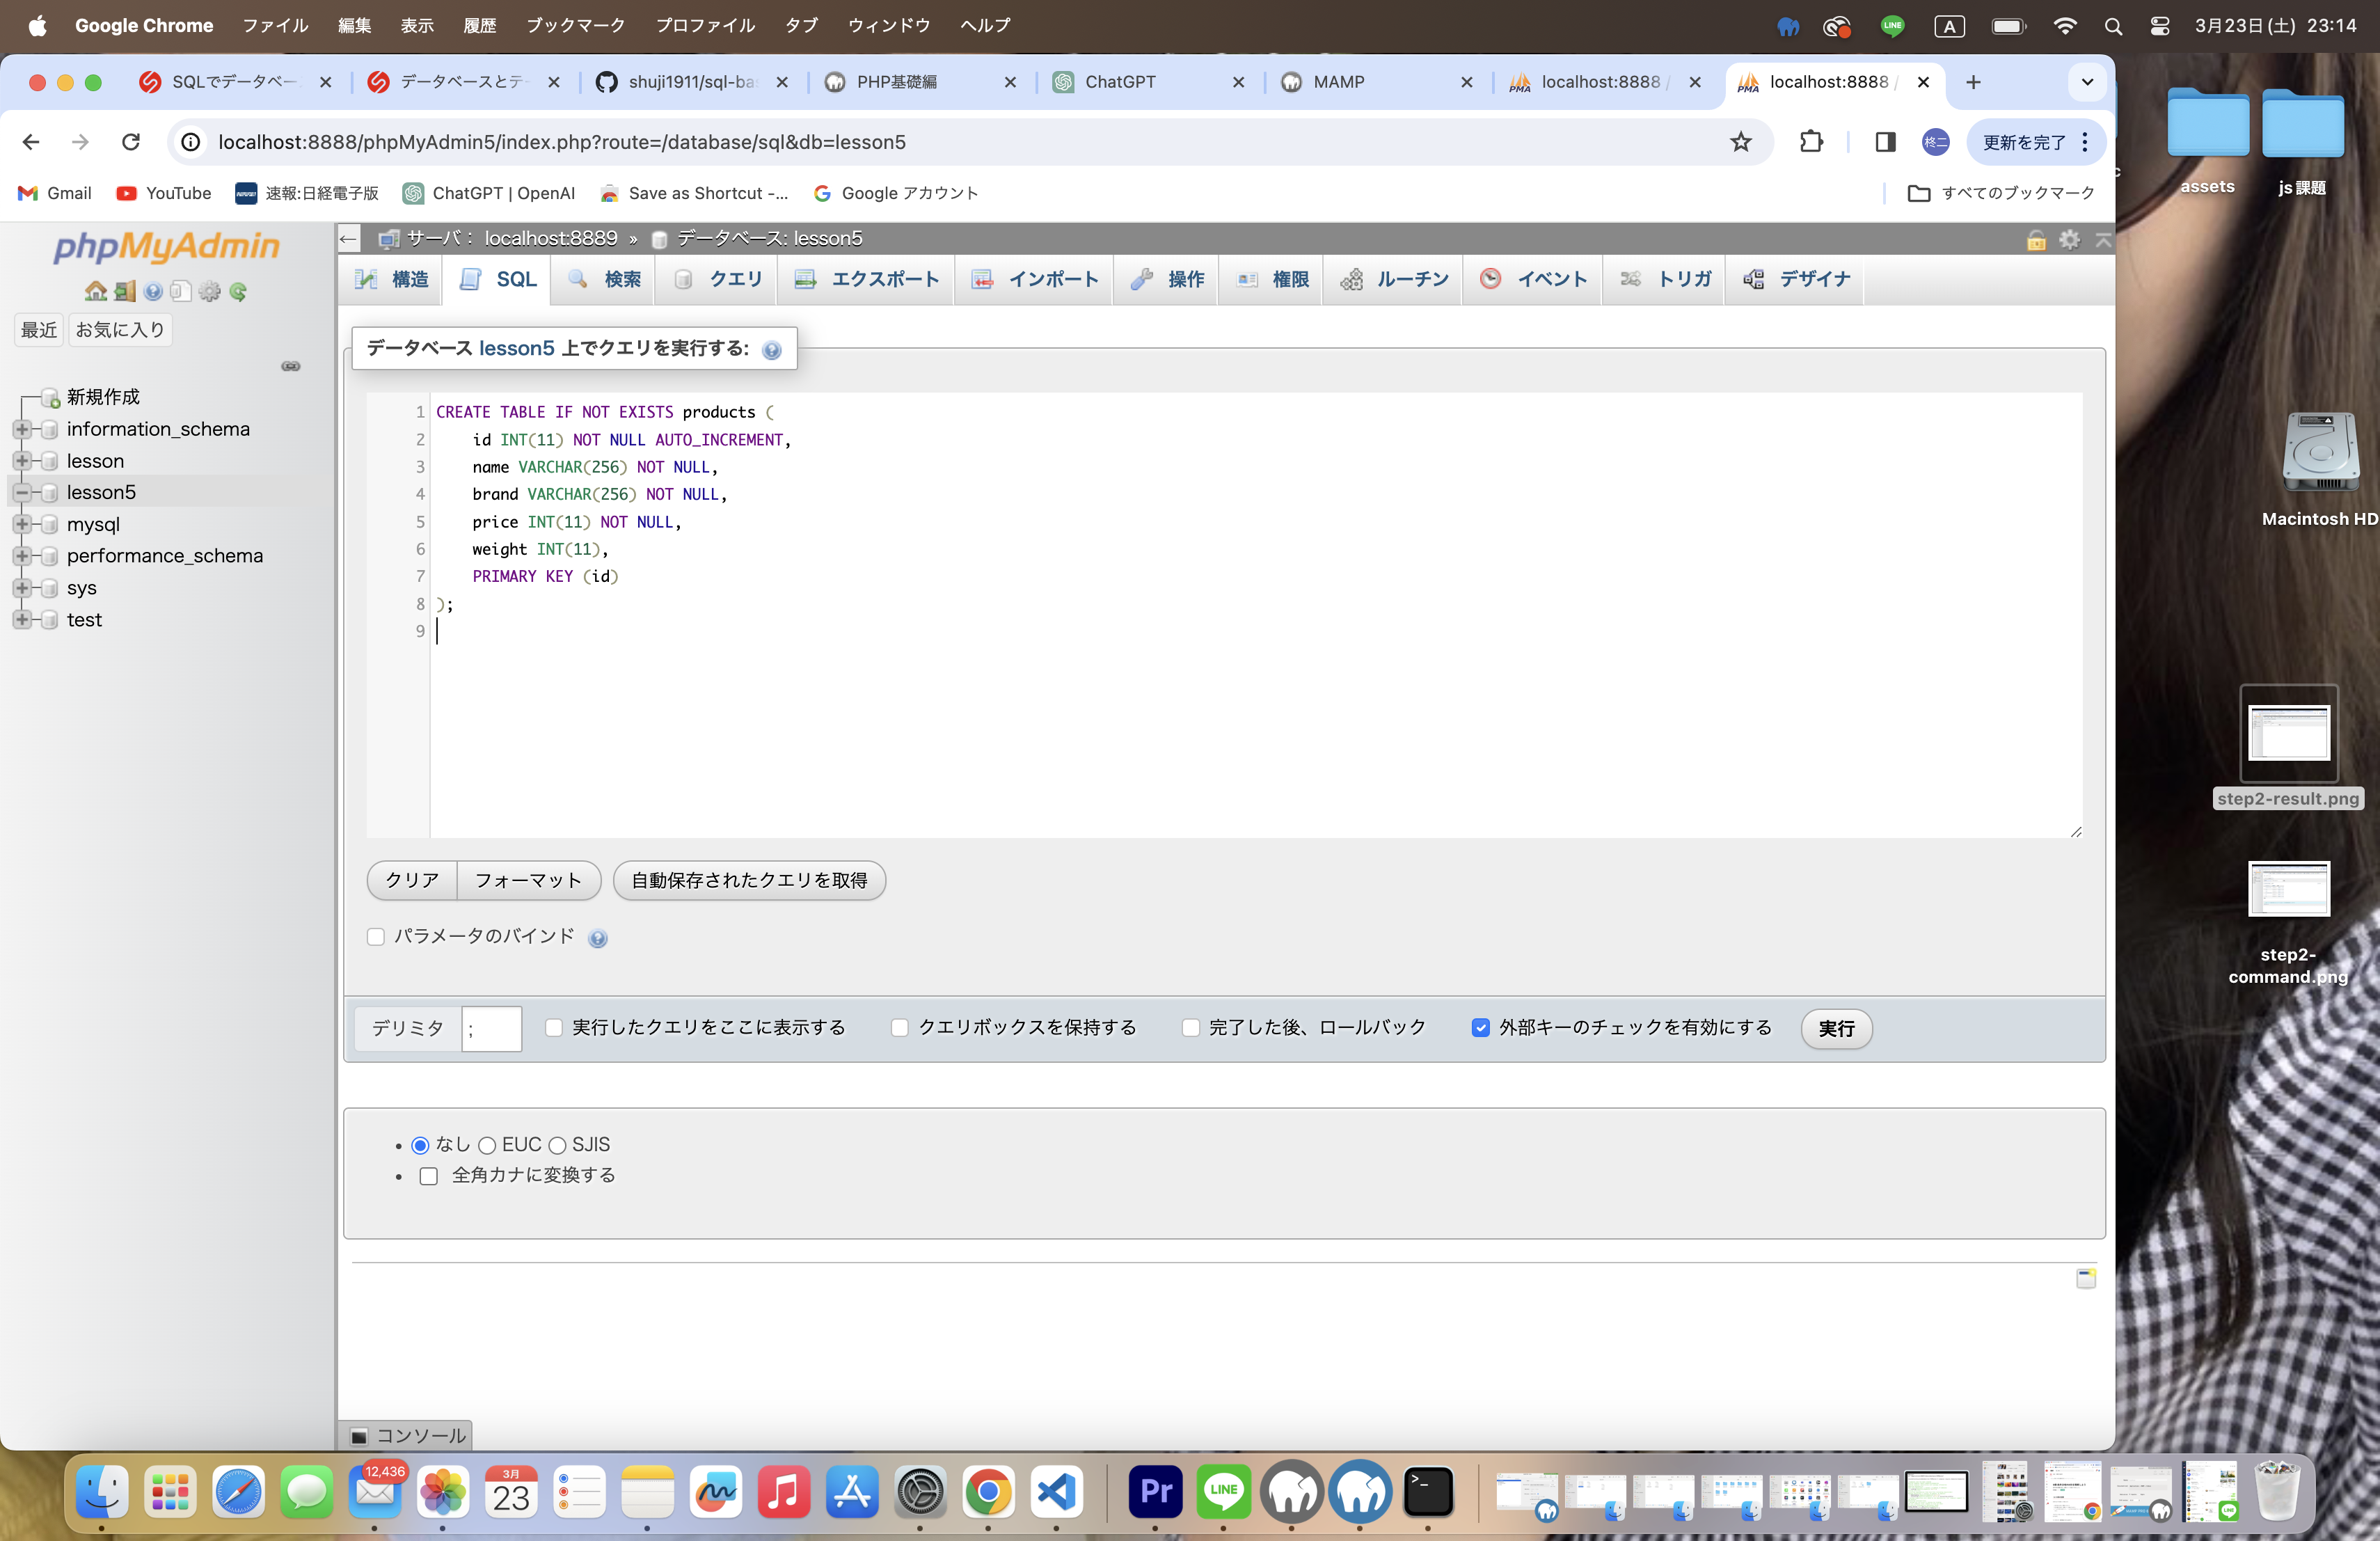 Google Chrome ファイル 編集 表示 履歴 ブックマーク プロファイル タブ ウィンドウ ヘルプ LINE A 3月23日(土) 23:14
SQLでデータベー データベースとテー shuji1911/sql-ba PHP基礎編 ChatGPT MAMP PMA localhost:8888 / PMA localhost:8888 /
localhost:8888/phpMyAdmin5/index.php?route=/database/sql&db=lesson5 柊二 更新を完了
Gmail YouTube 速報:日経電子版 ChatGPT | OpenAI Save as Shortcut -... Google アカウント すべてのブックマーク
phpMyAdmin
最近 お気に入り
新規作成
information_schema
lesson
lesson5
mysql
performance_schema
sys
test
サーバ： localhost:8889 » データベース: lesson5
構造 SQL 検索 クエリ エクスポート インポート 操作 権限 ルーチン イベント トリガ デザイナ
データベース lesson5 上でクエリを実行する:
1 CREATE TABLE IF NOT EXISTS products (
2 id INT(11) NOT NULL AUTO_INCREMENT,
3 name VARCHAR(256) NOT NULL,
4 brand VARCHAR(256) NOT NULL,
5 price INT(11) NOT NULL,
6 weight INT(11),
7 PRIMARY KEY (id)
8 );
9
クリア フォーマット 自動保存されたクエリを取得
パラメータのバインド
デリミタ ; 実行したクエリをここに表示する クエリボックスを保持する 完了した後、ロールバック 外部キーのチェックを有効にする 実行
• なし EUC SJIS
• 全角カナに変換する
コンソール
assets js課題
c
Macintosh HD
step2-result.png
step2-
command.png
12,436
3月
23
Pr LINE